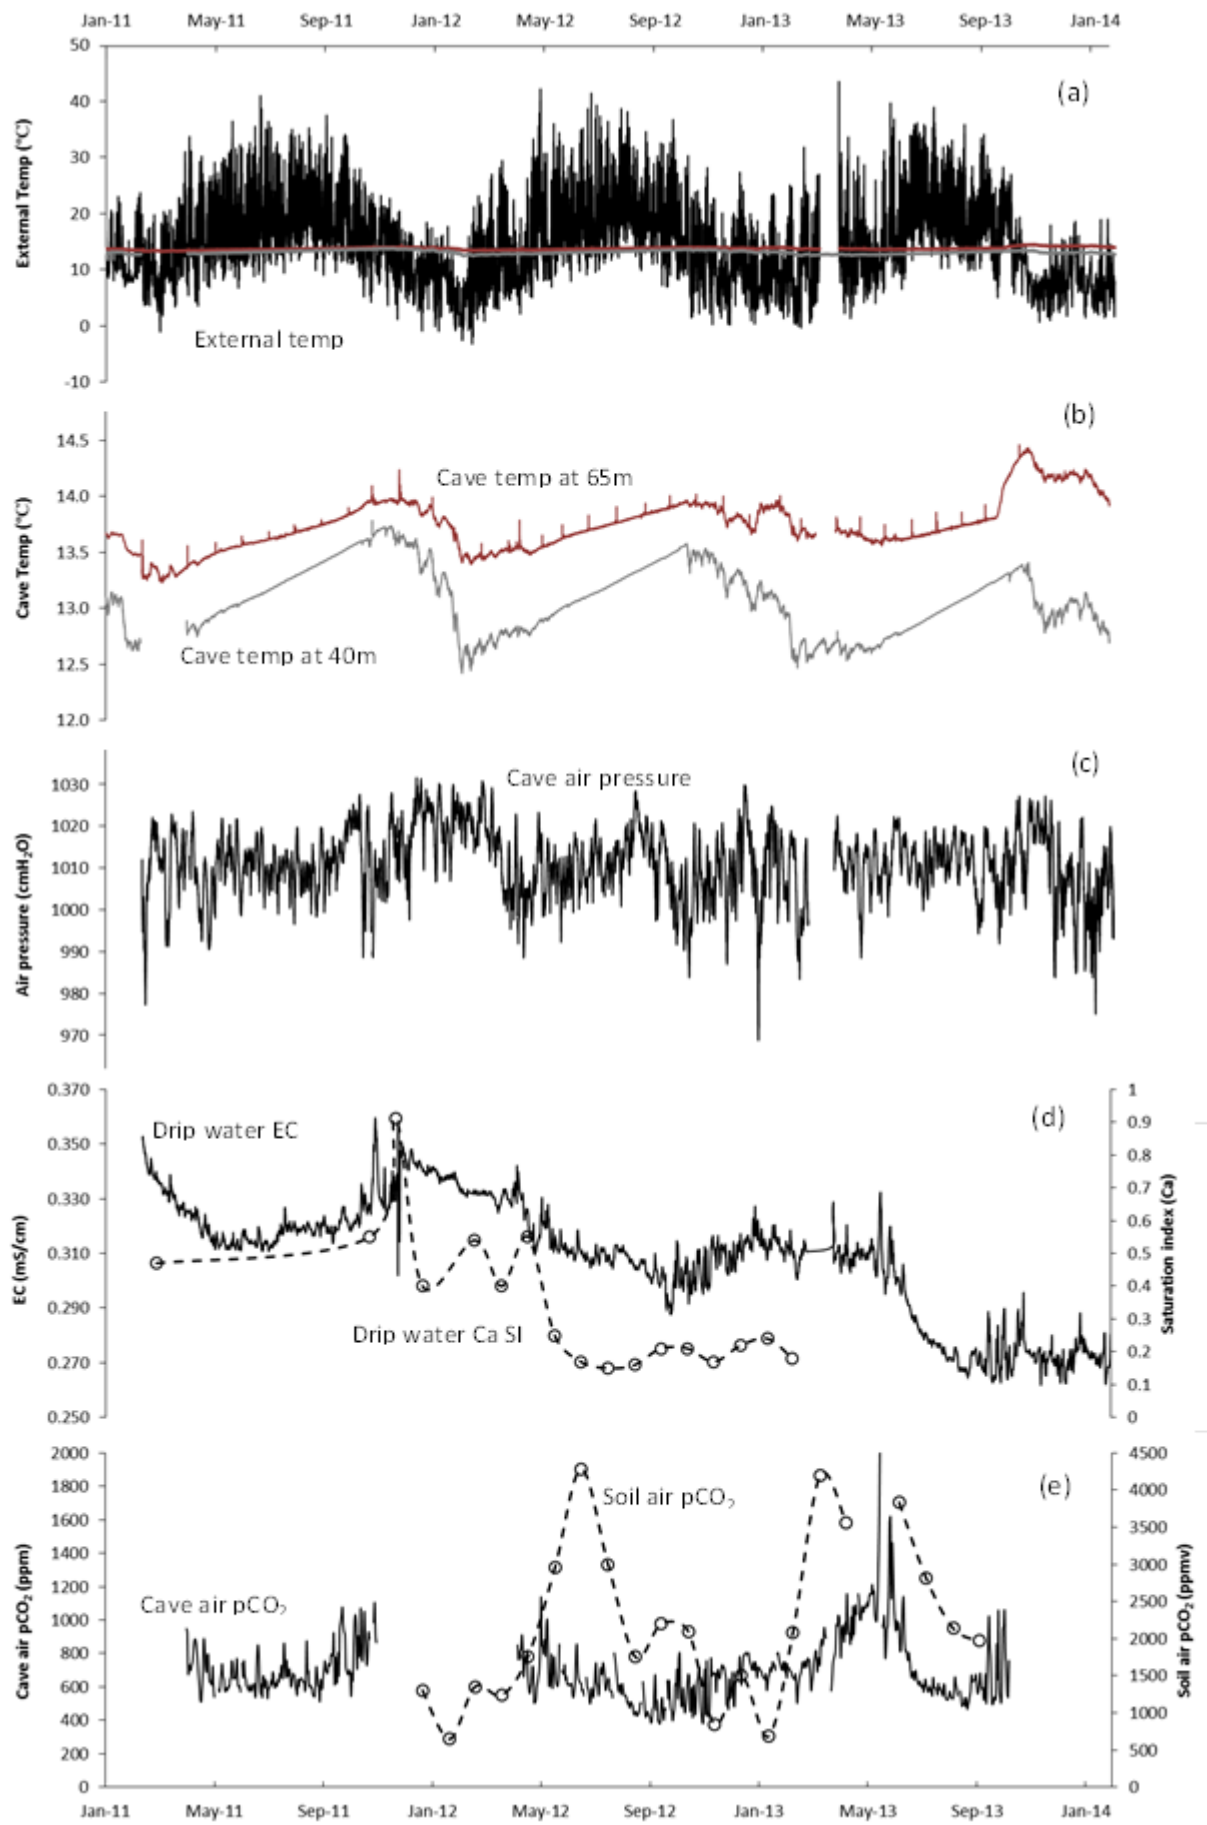 Jan-11 May-11 Sep-11 Jan-12 May-12 Sep-12 Jan-13 May-13 Sep-13 Jan-14
50
40
30
20
10
0
-10
External Temp (°C)
(a)
External temp
14.5
14.0
13.5
13.0
12.5
12.0
Cave Temp (°C)
(b)
Cave temp at 65m
Cave temp at 40m
1030
1020
1010
1000
990
980
970
Air pressure (cmH₂O)
(c)
Cave air pressure
0.370
0.350
0.330
0.310
0.290
0.270
0.250
EC (mS/cm)
(d)
Drip water EC
Drip water Ca SI
1
0.9
0.8
0.7
0.6
0.5
0.4
0.3
0.2
0.1
0
Saturation index (Ca)
2000
1800
1600
1400
1200
1000
800
600
400
200
0
Cave air pCO₂ (ppm)
(e)
Soil air pCO₂
Cave air pCO₂
4500
4000
3500
3000
2500
2000
1500
1000
500
0
Soil air pCO₂ (ppmv)
Jan-11 May-11 Sep-11 Jan-12 May-12 Sep-12 Jan-13 May-13 Sep-13 Jan-14